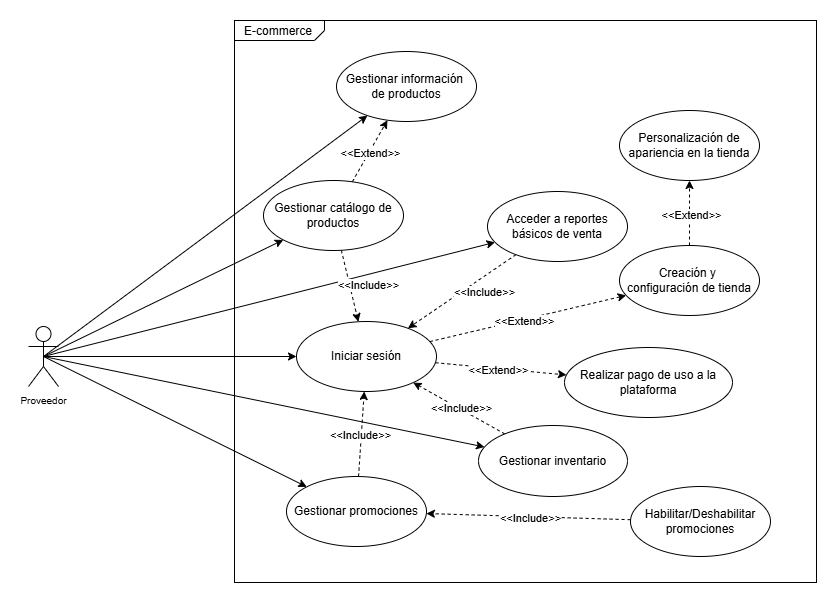 E-commerce
Gestionar información
de productos
<<Extend>>
Personalización de
apariencia en la tienda
<<Extend>>
Gestionar catálogo de
productos
Acceder a reportes
básicos de venta
Creación y
configuración de tienda
<<Include>>
<<Include>>
<<Extend>>
Iniciar sesión
<<Extend>>
Realizar pago de uso a la
plataforma
Proveedor
<<Include>>
<<Include>>
Gestionar inventario
Gestionar promociones
<<Include>>
Habilitar/Deshabilitar
promociones